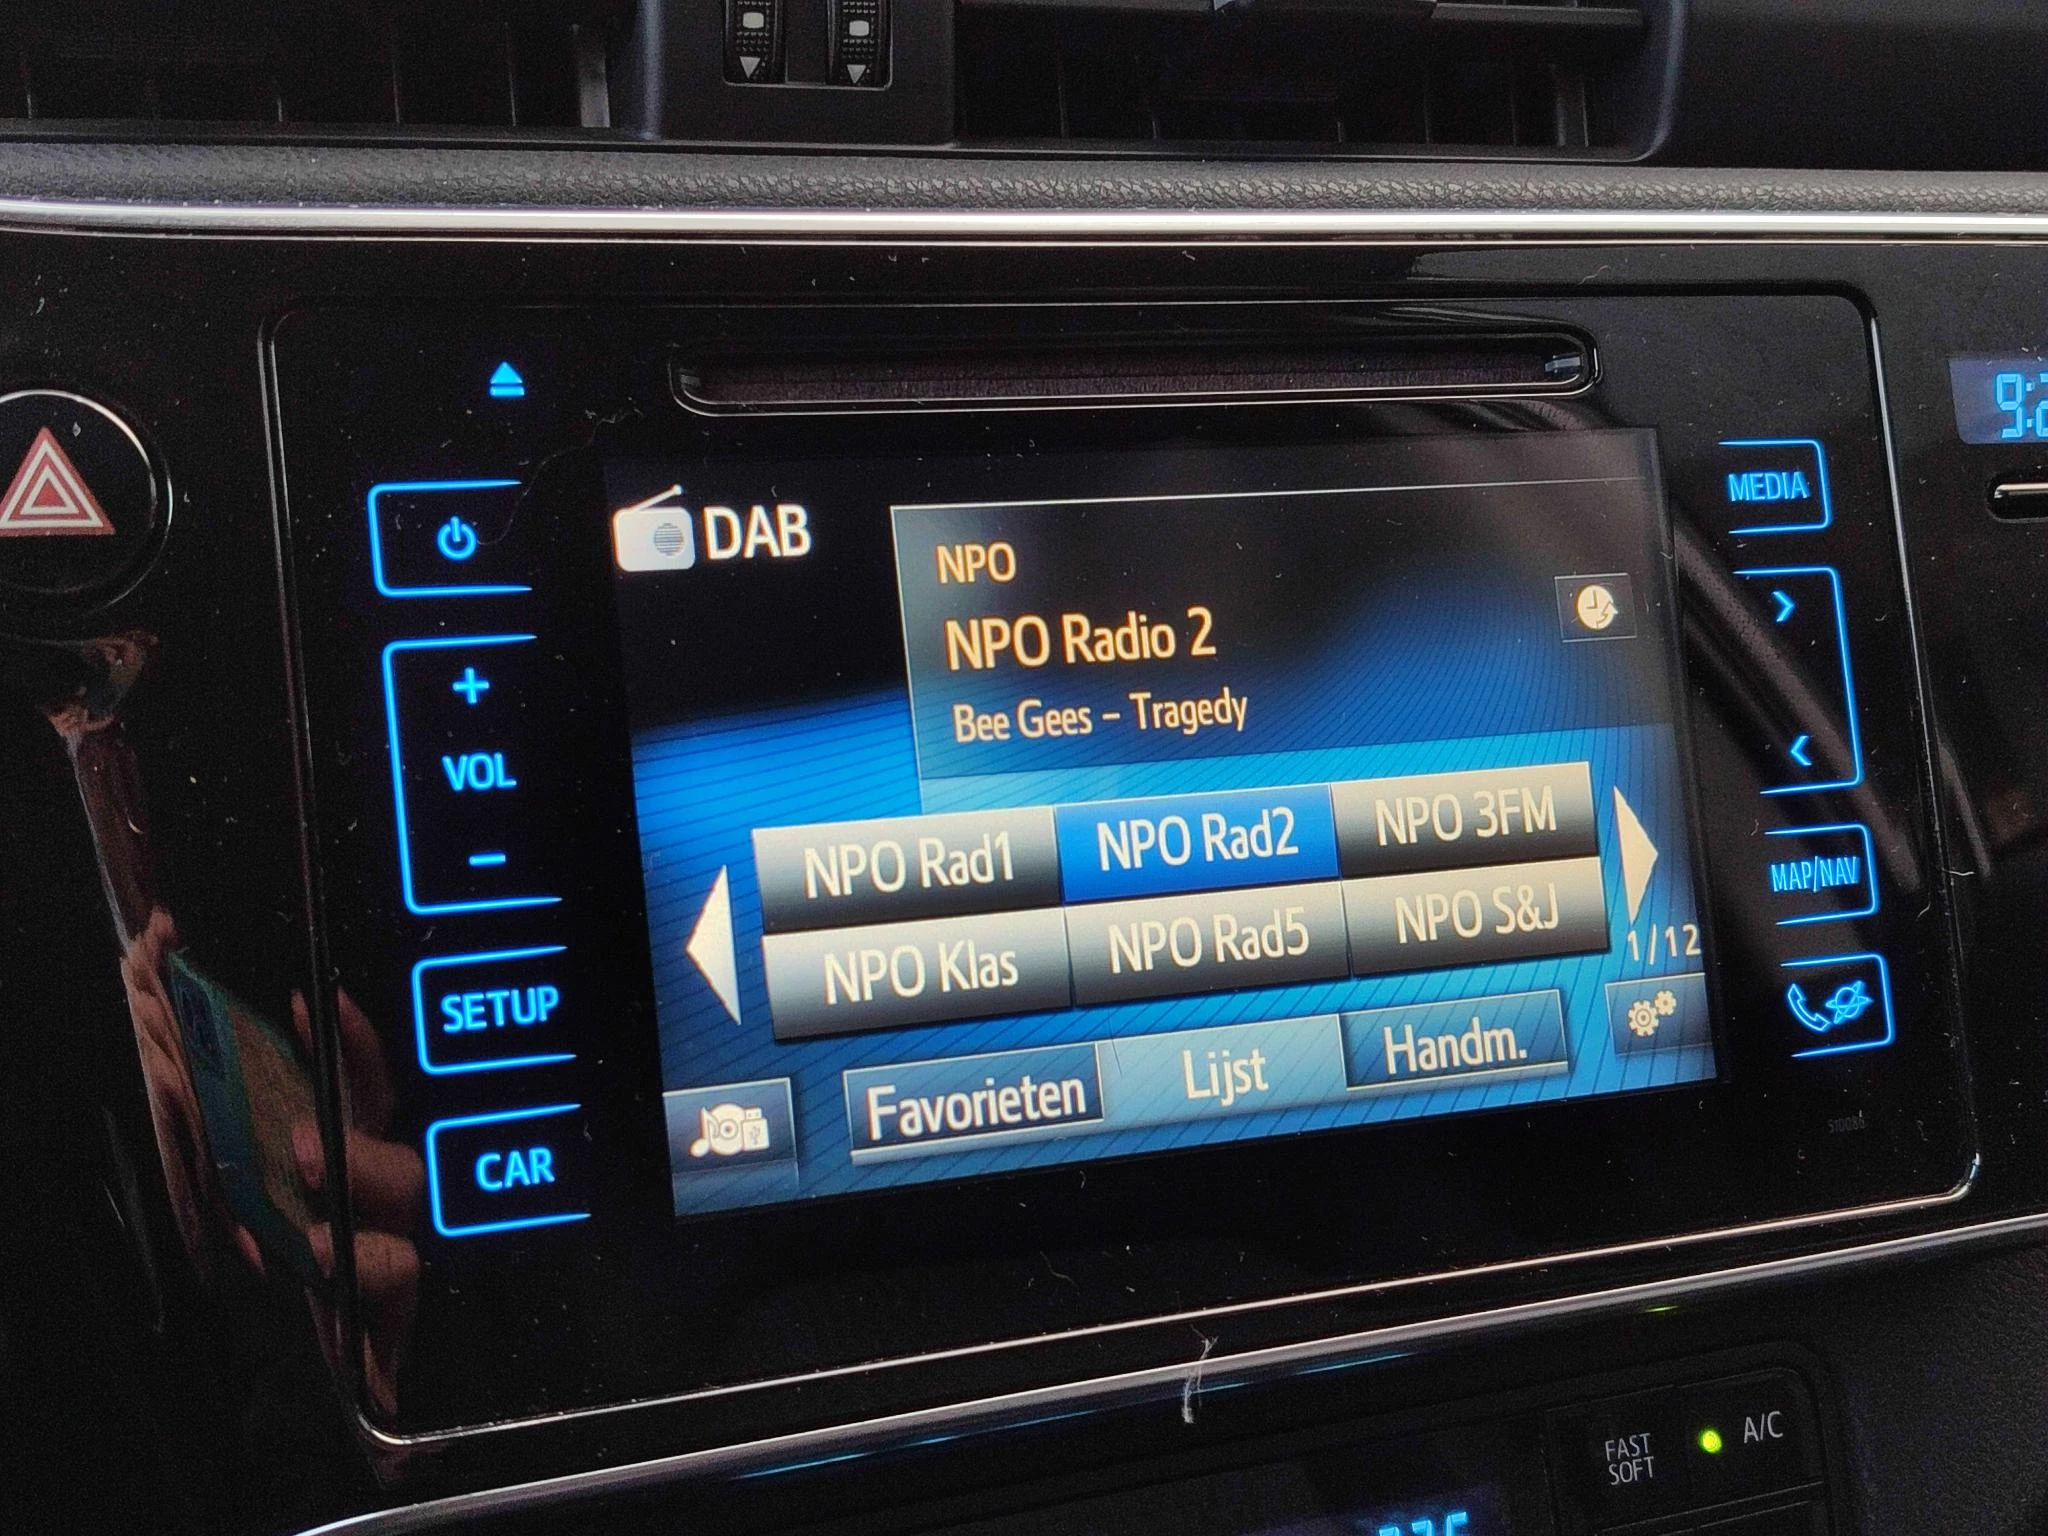 DAB
NPO
NPO Radio 2
Bee Gees – Tragedy
NPO Rad1
NPO Rad2
NPO 3FM
NPO Klas
NPO Rad5
NPO S&J
1/12
Favorieten
Lijst
Handm.
+
VOL
–
SETUP
CAR
MEDIA
>
<
MAP/NAV
510086
FAST
SOFT
A/C